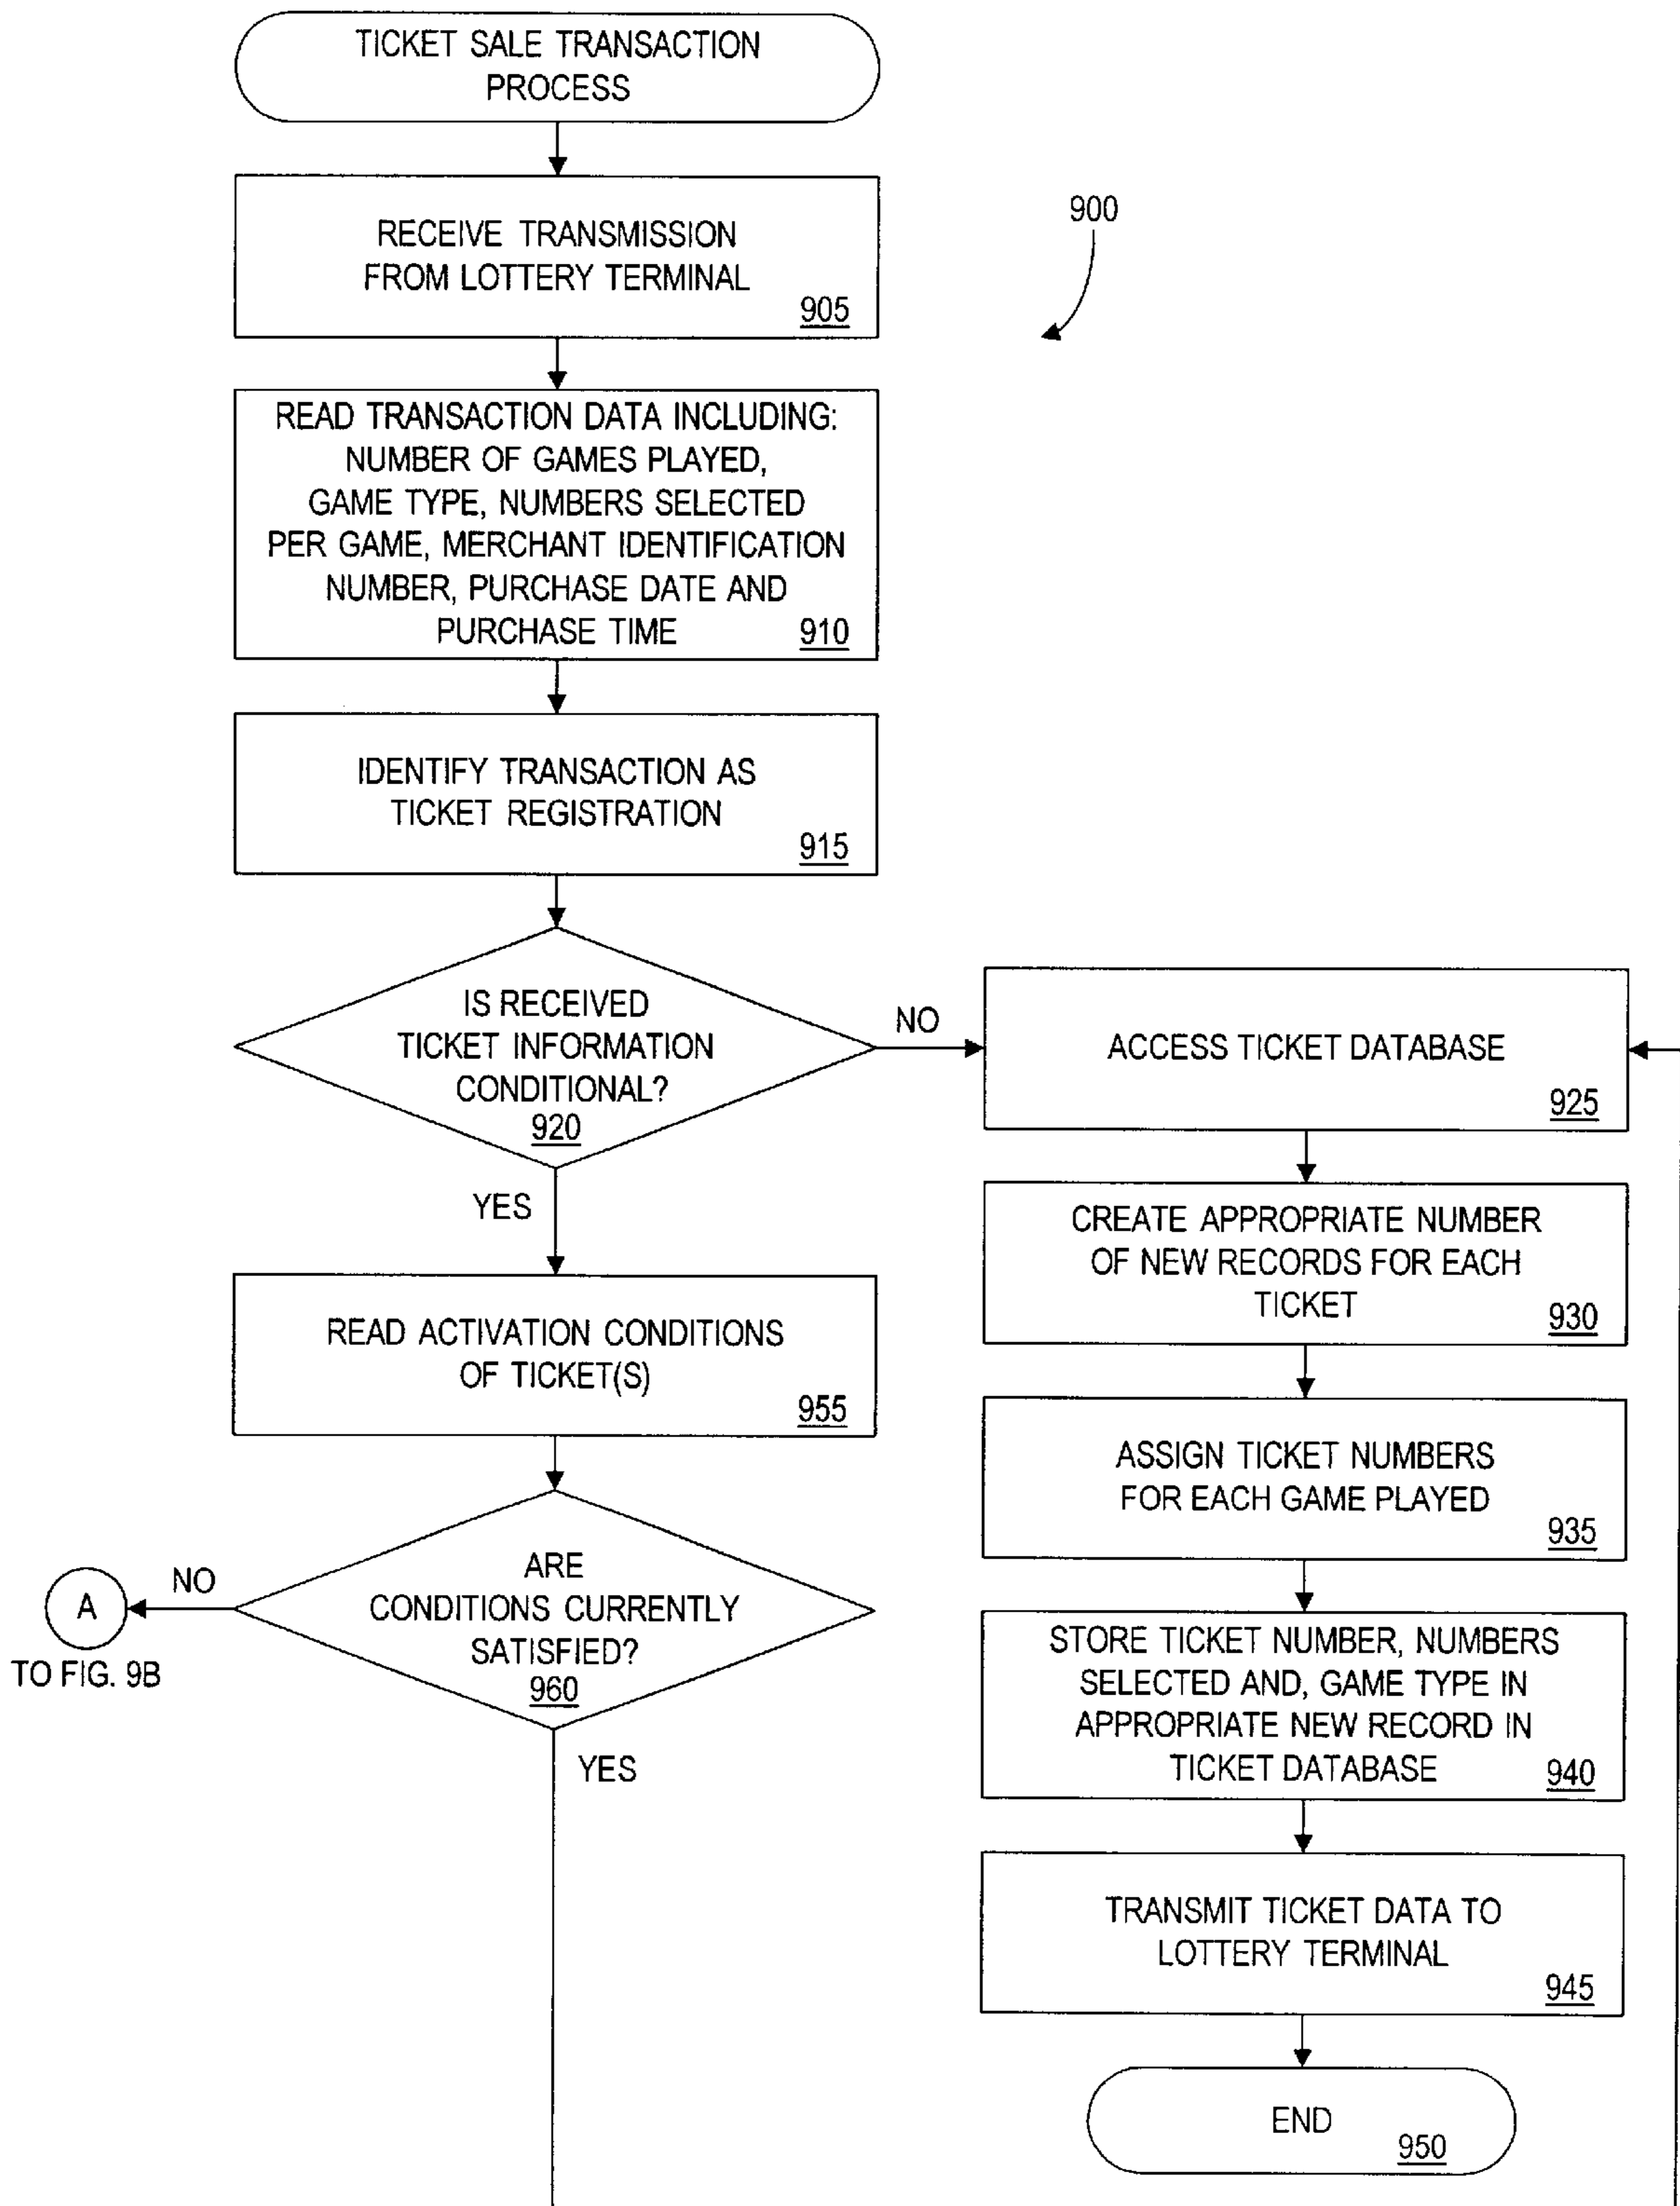 TICKET SALE TRANSACTION
PROCESS
900
RECEIVE TRANSMISSION
FROM LOTTERY TERMINAL
905
READ TRANSACTION DATA INCLUDING:
NUMBER OF GAMES PLAYED,
GAME TYPE, NUMBERS SELECTED
PER GAME, MERCHANT IDENTIFICATION
NUMBER, PURCHASE DATE AND
PURCHASE TIME 910
IDENTIFY TRANSACTION AS
TICKET REGISTRATION
915
IS RECEIVED
TICKET INFORMATION
CONDITIONAL?
920
NO
YES
READ ACTIVATION CONDITIONS
OF TICKET(S)
955
ARE
CONDITIONS CURRENTLY
SATISFIED?
960
NO
A
TO FIG. 9B
YES
ACCESS TICKET DATABASE
925
CREATE APPROPRIATE NUMBER
OF NEW RECORDS FOR EACH
TICKET 930
ASSIGN TICKET NUMBERS
FOR EACH GAME PLAYED
935
STORE TICKET NUMBER, NUMBERS
SELECTED AND, GAME TYPE IN
APPROPRIATE NEW RECORD IN
TICKET DATABASE 940
TRANSMIT TICKET DATA TO
LOTTERY TERMINAL
945
END
950